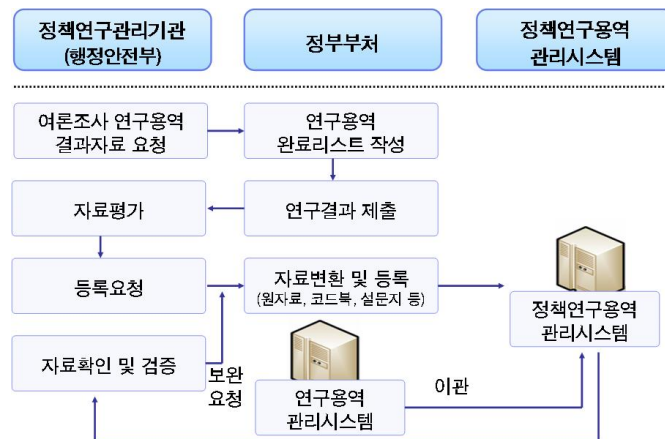 정책연구관리기관
(행정안전부)
정부부처
정책연구용역
관리시스템
여론조사 연구용역
결과자료 요청
연구용역
완료리스트 작성
자료평가
연구결과 제출
등록요청
자료변환 및 등록
(원자료, 코드북, 설문지 등)
정책연구용역
관리시스템
자료확인 및 검증
보완
요청
연구용역
관리시스템
이관